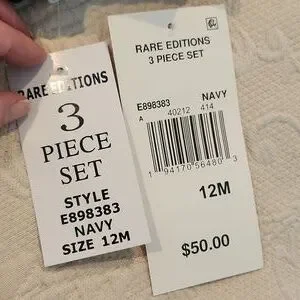 RARE EDITIONS
3
PIECE
SET
STYLE
E898383
NAVY
SIZE 12M
RARE EDITIONS
3 PIECE SET
E898383 NAVY
A 40212 414
1 94170 56480 3
12M
$50.00